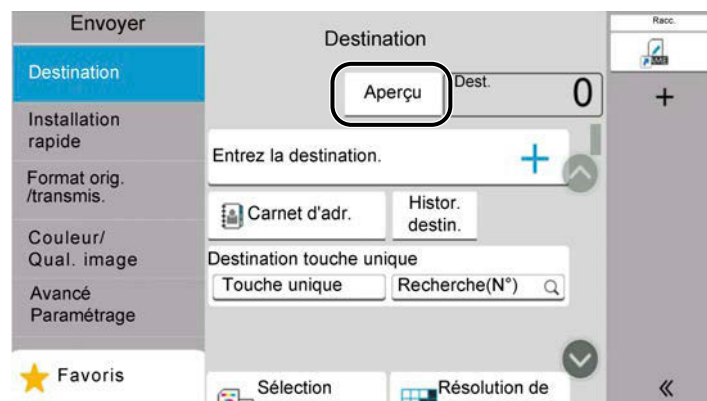 Envoyer
Destination
Installation
rapide
Format orig.
/transmis.
Couleur/
Qual. image
Avancé
Paramétrage
Favoris
Destination
Aperçu
Dest.
0
Entrez la destination.
Carnet d'adr.
Histor.
destin.
Destination touche unique
Touche unique
Recherche(N°)
Sélection
Résolution de
Racc.